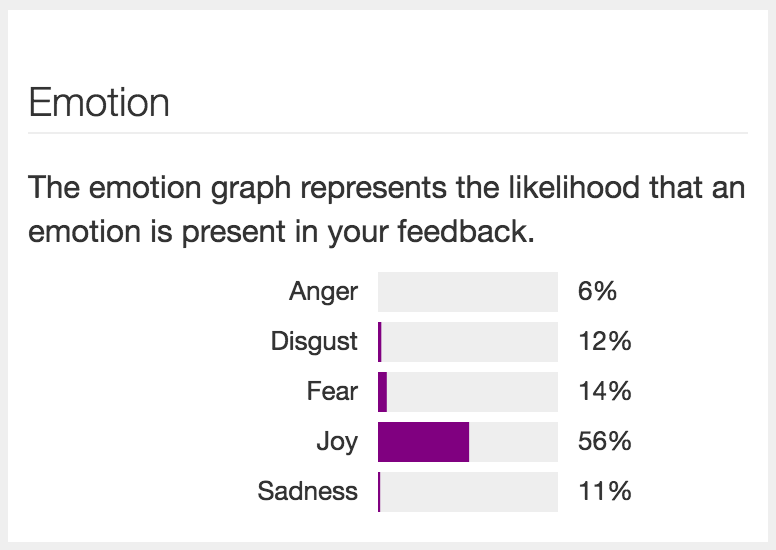 Emotion
The emotion graph represents the likelihood that an
emotion is present in your feedback.
Anger 6%
Disgust 12%
Fear 14%
Joy 56%
Sadness 11%